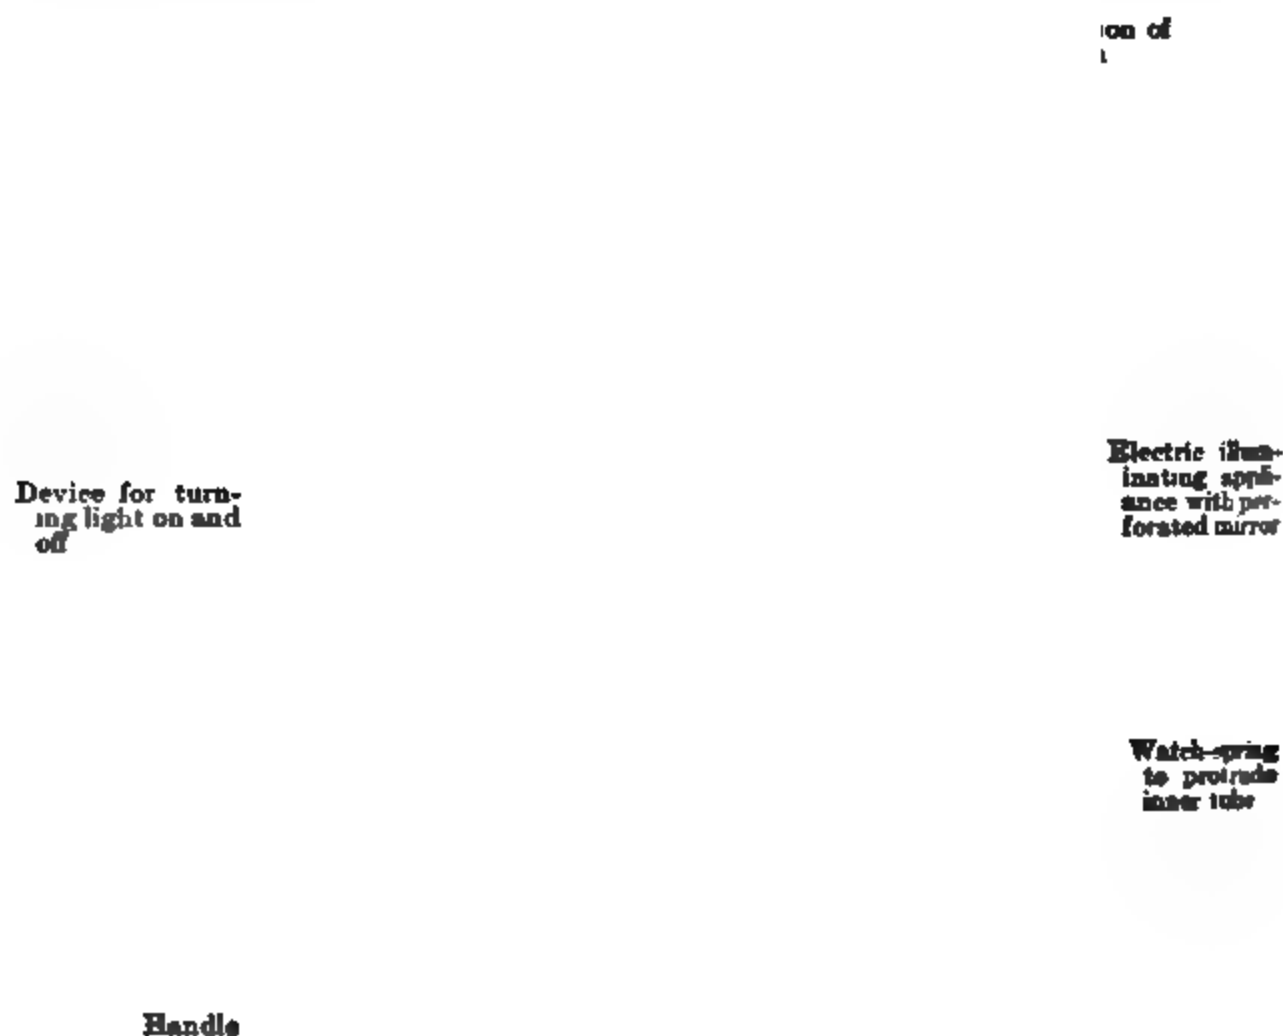 on of
Device for turn-
ing light on and
off
Electric illum-
inating appli-
ance with per-
forated mirror
Watch-spring
to protrude
inner tube
Handle